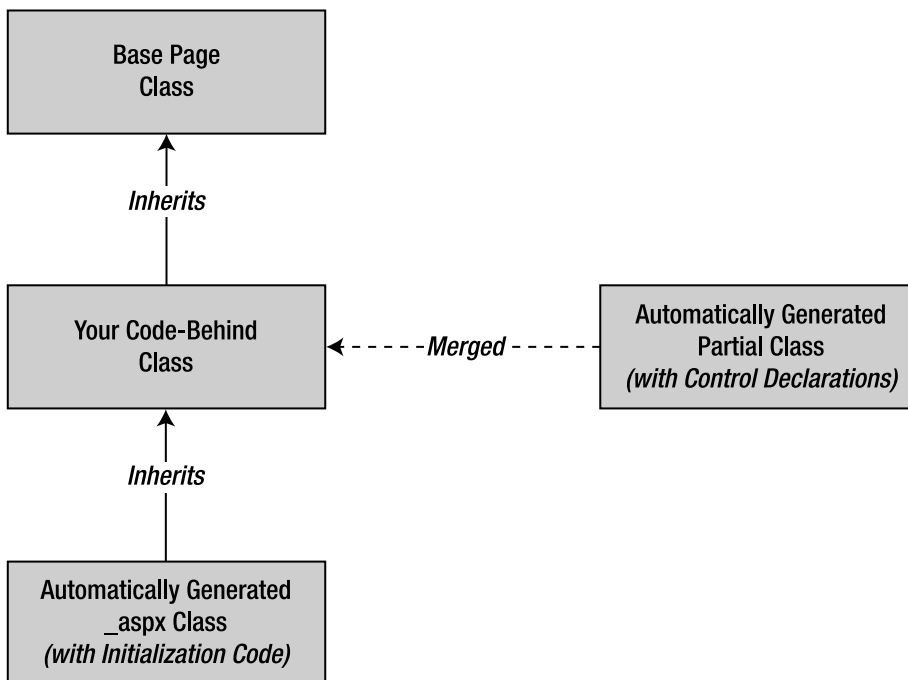 Base Page
Class
Inherits
Your Code-Behind
Class
Merged
Automatically Generated
Partial Class
(with Control Declarations)
Inherits
Automatically Generated
_aspx Class
(with Initialization Code)